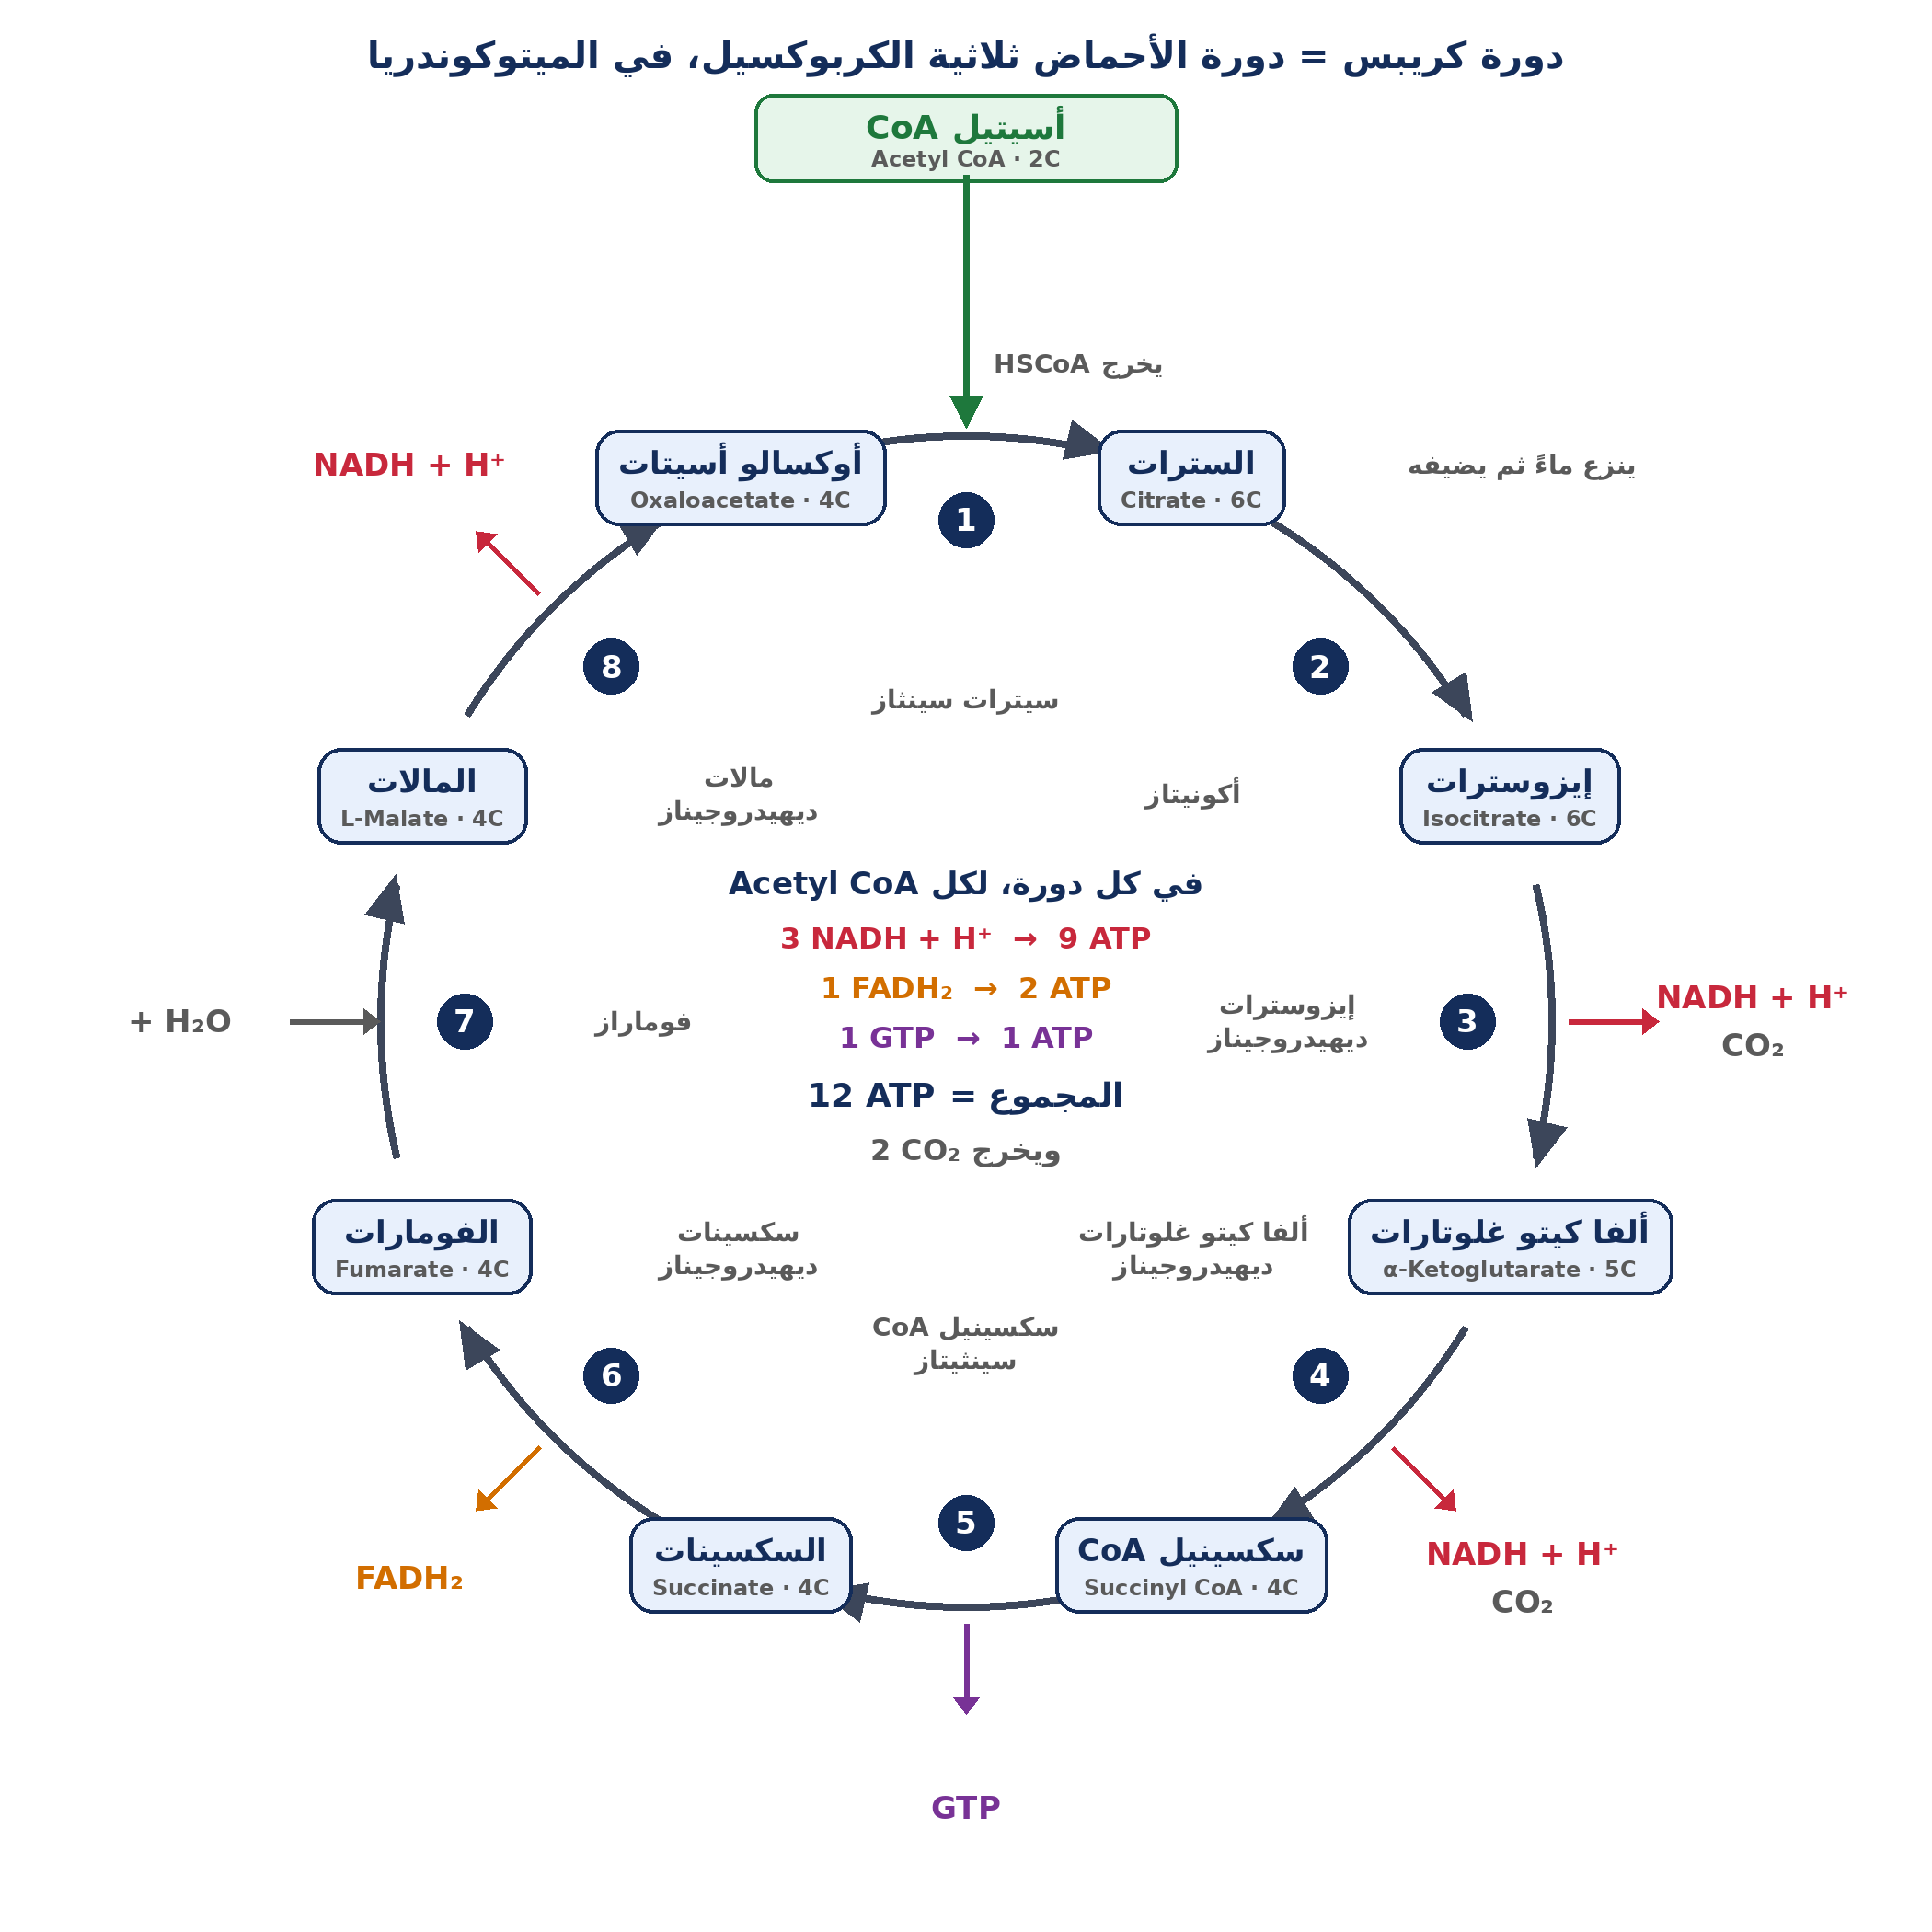 دورة كريبس = دورة الأحماض ثلاثية الكربوكسيل، في الميتوكوندريا
أسيتيل CoA
Acetyl CoA · 2C
يخرج HSCoA
NADH + H⁺
أوكسالو أسيتات
Oxaloacetate · 4C
1
السترات
Citrate · 6C
ينزع ماءً ثم يضيفه
8
2
سيترات سينثاز
المالات
L-Malate · 4C
مالات
ديهيدروجيناز
أكونيتاز
إيزوسترات
Isocitrate · 6C
في كل دورة، لكل Acetyl CoA
3 NADH + H⁺ → 9 ATP
1 FADH₂ → 2 ATP
1 GTP → 1 ATP
المجموع = 12 ATP
ويخرج 2 CO₂
+ H₂O
7
فوماراز
إيزوسترات
ديهيدروجيناز
3
NADH + H⁺
CO₂
الفومارات
Fumarate · 4C
سكسينات
ديهيدروجيناز
ألفا كيتو غلوتارات
ديهيدروجيناز
ألفا كيتو غلوتارات
α-Ketoglutarate · 5C
سكسينيل CoA
سينثيتاز
6
4
5
السكسينات
Succinate · 4C
سكسينيل CoA
Succinyl CoA · 4C
FADH₂
NADH + H⁺
CO₂
GTP